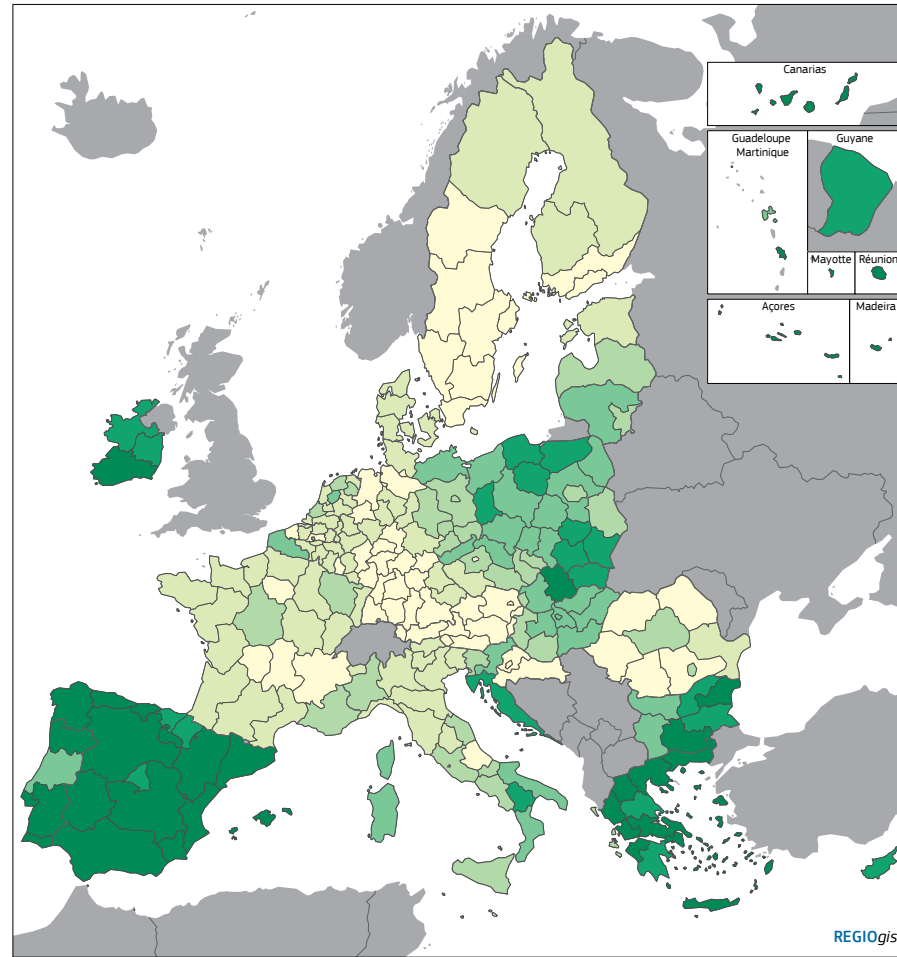 Canarias
Guadeloupe
Martinique
Guyane
Mayotte
Réunion
Açores
Madeira
REGIOgis